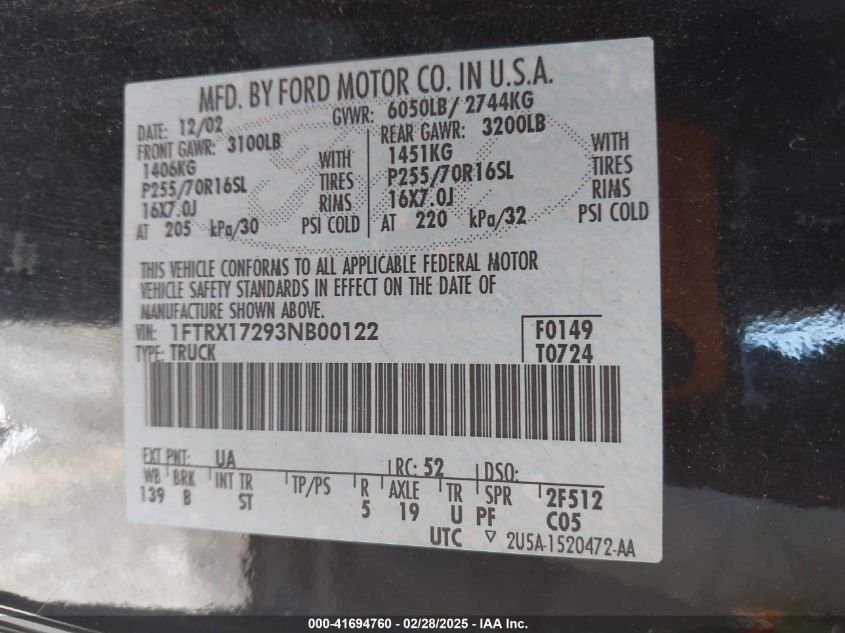 MFD. BY FORD MOTOR CO. IN U.S.A.
DATE: 12/02 GVWR: 6050LB/ 2744KG
FRONT GAWR: 3100LB REAR GAWR: 3200LB
1406KG WITH 1451KG WITH
P255/70R16SL TIRES P255/70R16SL TIRES
16X7.0J RIMS 16X7.0J RIMS
AT 205 kPa/30 PSI COLD AT 220 kPa/32 PSI COLD
THIS VEHICLE CONFORMS TO ALL APPLICABLE FEDERAL MOTOR
VEHICLE SAFETY STANDARDS IN EFFECT ON THE DATE OF
MANUFACTURE SHOWN ABOVE.
VIN: 1FTRX17293NB00122 F0149
TYPE: TRUCK T0724
EXT PNT: UA RC: 52 DSO:
WB BRK INT TR TP/PS R AXLE TR SPR 2F512
139 B ST 5 19 U PF C05
UTC ▽ 2U5A-1520472-AA
000-41694760 - 02/28/2025 - IAA Inc.